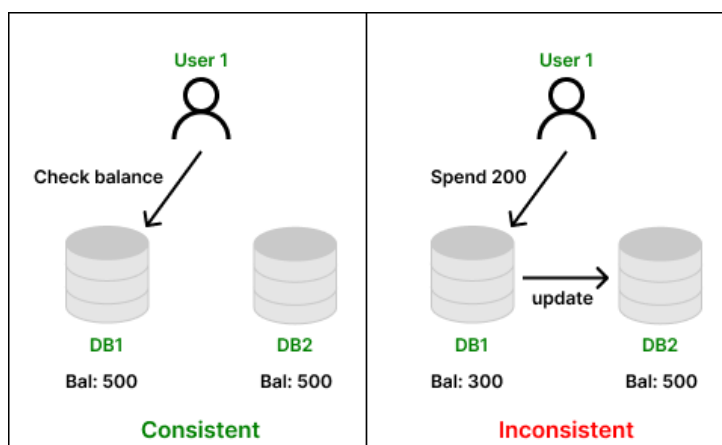 User 1
Check balance
DB1
DB2
Bal: 500
Bal: 500
Consistent
User 1
Spend 200
update
DB1
DB2
Bal: 300
Bal: 500
Inconsistent